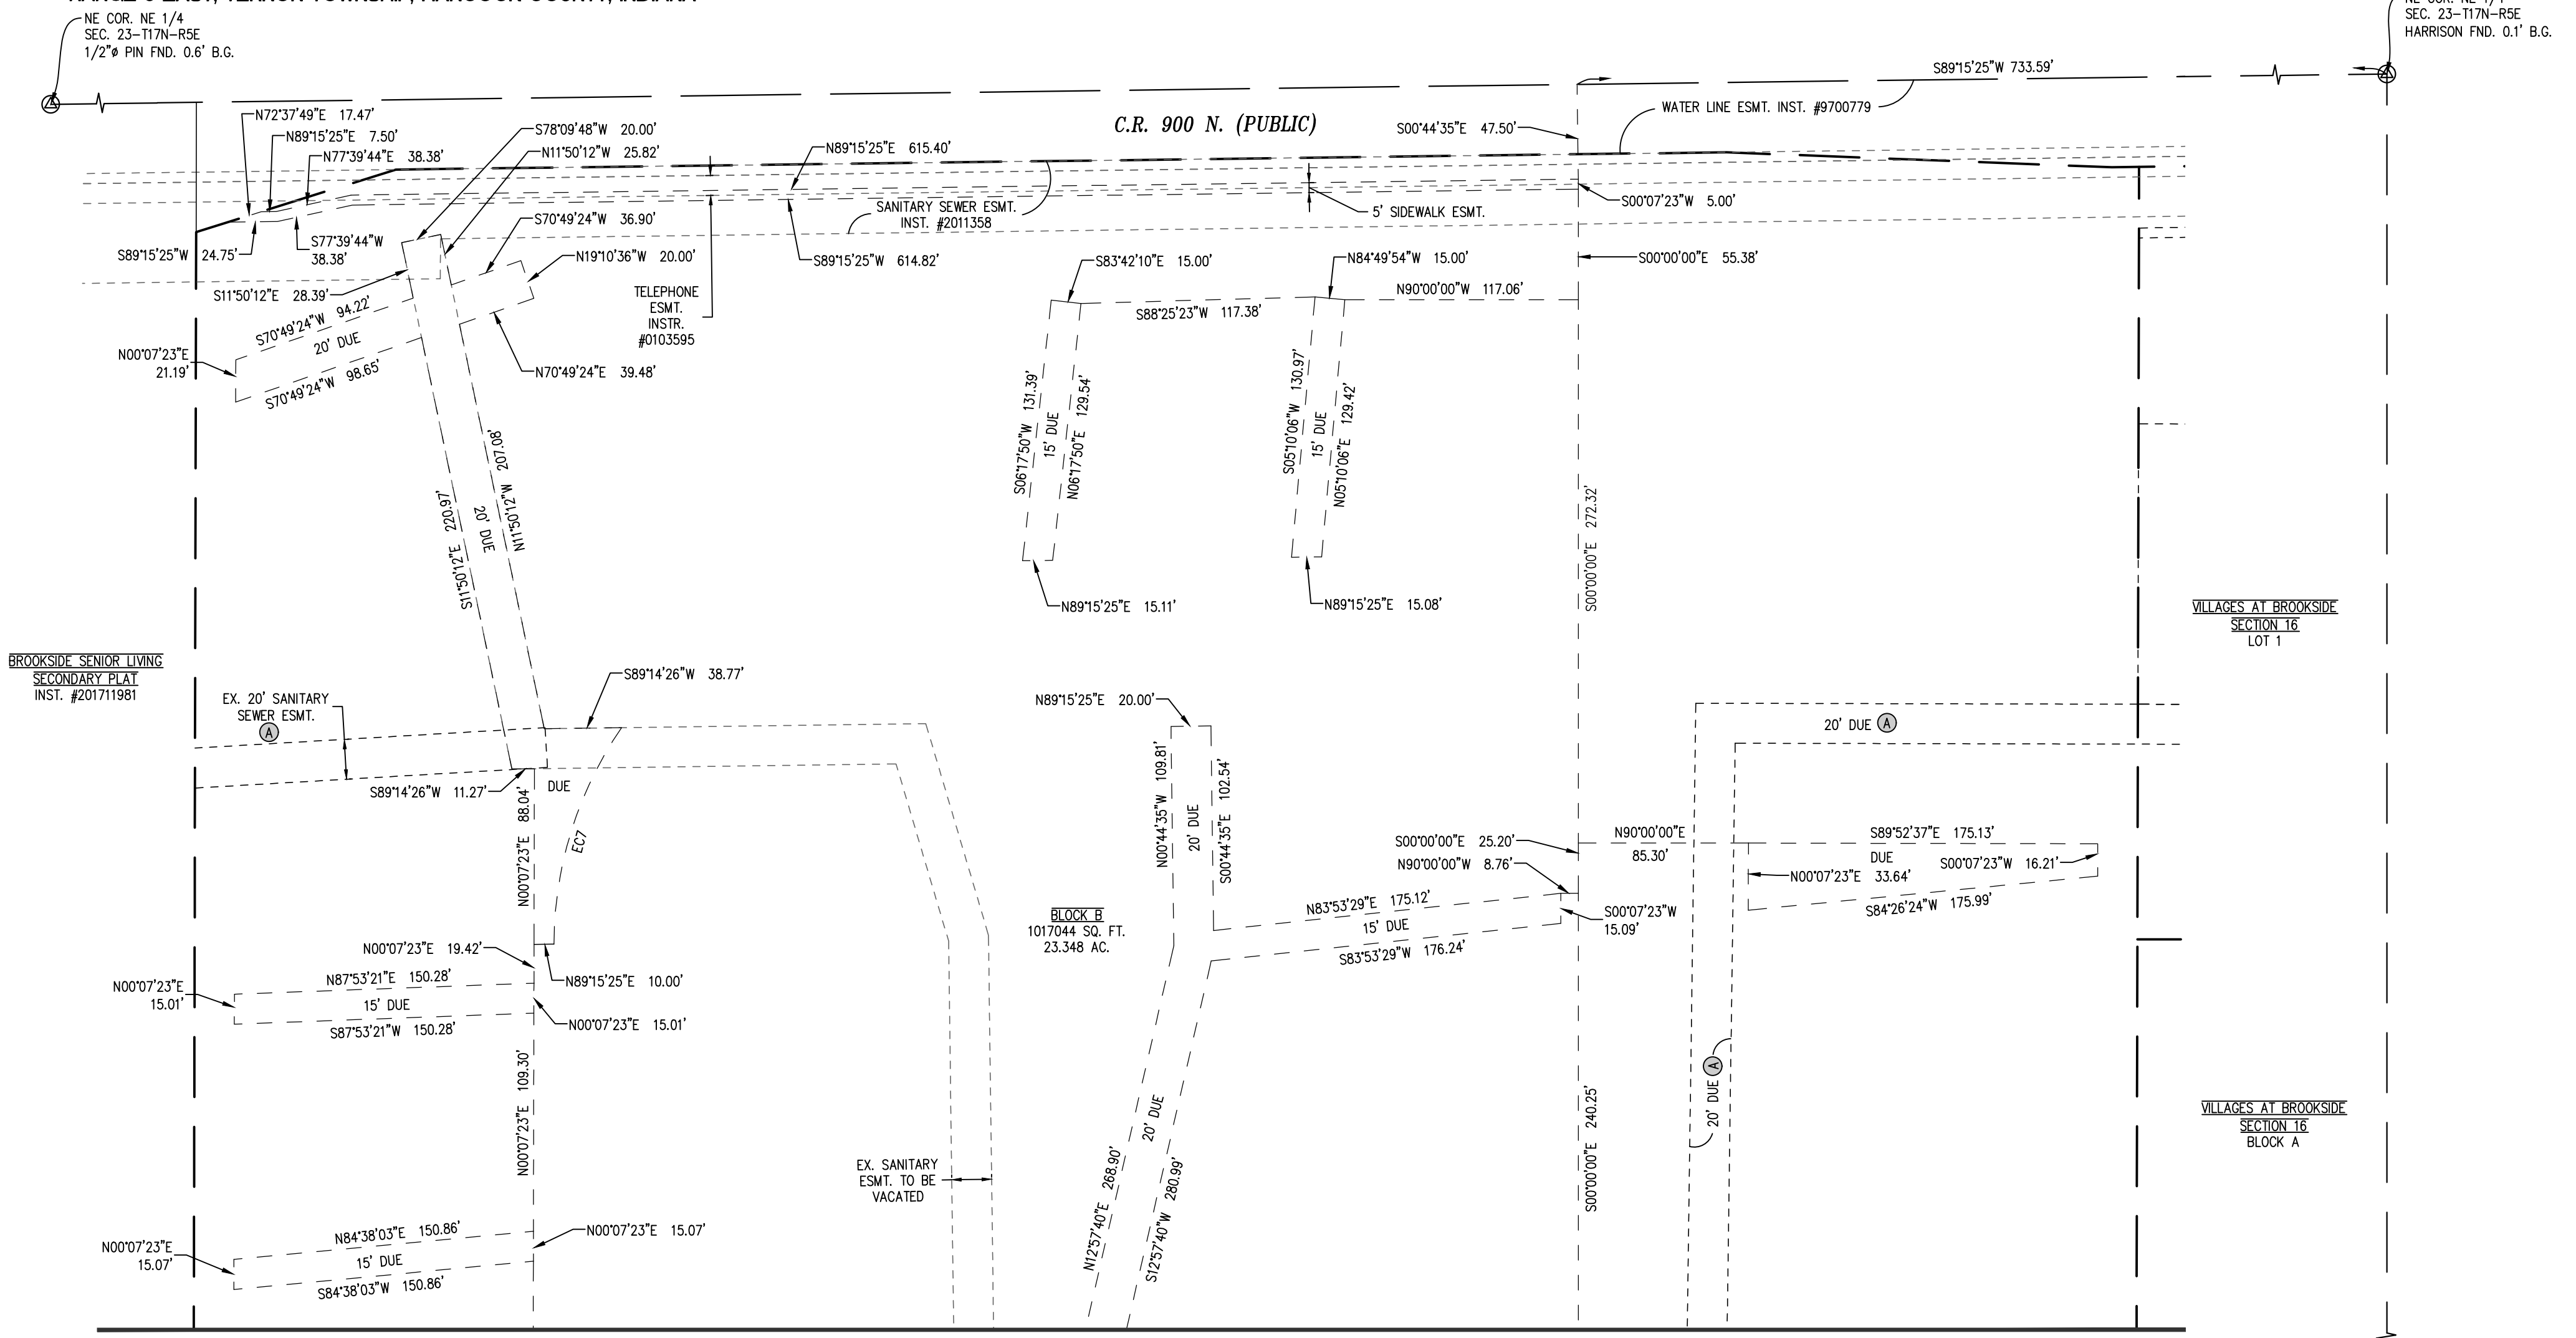 NE COR. NE 1/4
SEC. 23-T17N-R5E
1/2"ø PIN FND. 0.6' B.G.
SEC. 23-T17N-R5E
HARRISON FND. 0.1' B.G.
S89°15'25"W 733.59'
WATER LINE ESMT. INST. #9700779
C.R. 900 N. (PUBLIC)
S00°44'35"E 47.50'
N72°37'49"E 17.47'
N89°15'25"E 7.50'
N77°39'44"E 38.38'
S78°09'48"W 20.00'
N11°50'12"W 25.82'
N89°15'25"E 615.40'
S70°49'24"W 36.90'
SANITARY SEWER ESMT.
INST. #2011358
5' SIDEWALK ESMT.
S00°07'23"W 5.00'
S89°15'25"W 24.75'
S77°39'44"W
38.38'
N19°10'36"W 20.00'
S89°15'25"W 614.82'
S83°42'10"E 15.00'
N84°49'54"W 15.00'
S00°00'00"E 55.38'
S11°50'12"E 28.39'
TELEPHONE
ESMT.
INSTR.
#0103595
N90°00'00"W 117.06'
S88°25'23"W 117.38'
S70°49'24"W 94.22'
20' DUE
S70°49'24"W 98.65'
N00°07'23"E
21.19'
N70°49'24"E 39.48'
S06°17'50"W 131.39'
15' DUE
N06°17'50"E 129.54'
S05°10'06"W 130.97'
15' DUE
N05°10'06"E 129.42'
S11°50'12"E 220.97'
20' DUE
N11°50'12"W 207.08'
S00°00'00"E 272.32'
N89°15'25"E 15.11'
N89°15'25"E 15.08'
VILLAGES AT BROOKSIDE
SECTION 16
LOT 1
BROOKSIDE SENIOR LIVING
SECONDARY PLAT
INST. #201711981
EX. 20' SANITARY
SEWER ESMT.
A
S89°14'26"W 38.77'
N89°15'25"E 20.00'
20' DUE A
S89°14'26"W 11.27'
DUE
N00°07'23"E 88.04'
EC7
N00°44'35"W 109.81'
20' DUE
S00°44'35"E 102.54'
S00°00'00"E 25.20'
N90°00'00"W 8.76'
N90°00'00"E
85.30'
S89°52'37"E 175.13'
DUE
S00°07'23"W 16.21'
N00°07'23"E 33.64'
S84°26'24"W 175.99'
BLOCK B
1017044 SQ. FT.
23.348 AC.
N83°53'29"E 175.12'
15' DUE
S83°53'29"W 176.24'
S00°07'23"W
15.09'
N00°07'23"E 19.42'
N87°53'21"E 150.28'
15' DUE
S87°53'21"W 150.28'
N00°07'23"E
15.01'
N89°15'25"E 10.00'
N00°07'23"E 15.01'
N00°07'23"E 109.30'
20' DUE A
S00°00'00"E 240.25'
VILLAGES AT BROOKSIDE
SECTION 16
BLOCK A
EX. SANITARY
ESMT. TO BE
VACATED
N12°57'40"E 268.90'
20' DUE
S12°57'40"W 280.99'
N84°38'03"E 150.86'
15' DUE
S84°38'03"W 150.86'
N00°07'23"E
15.07'
N00°07'23"E 15.07'